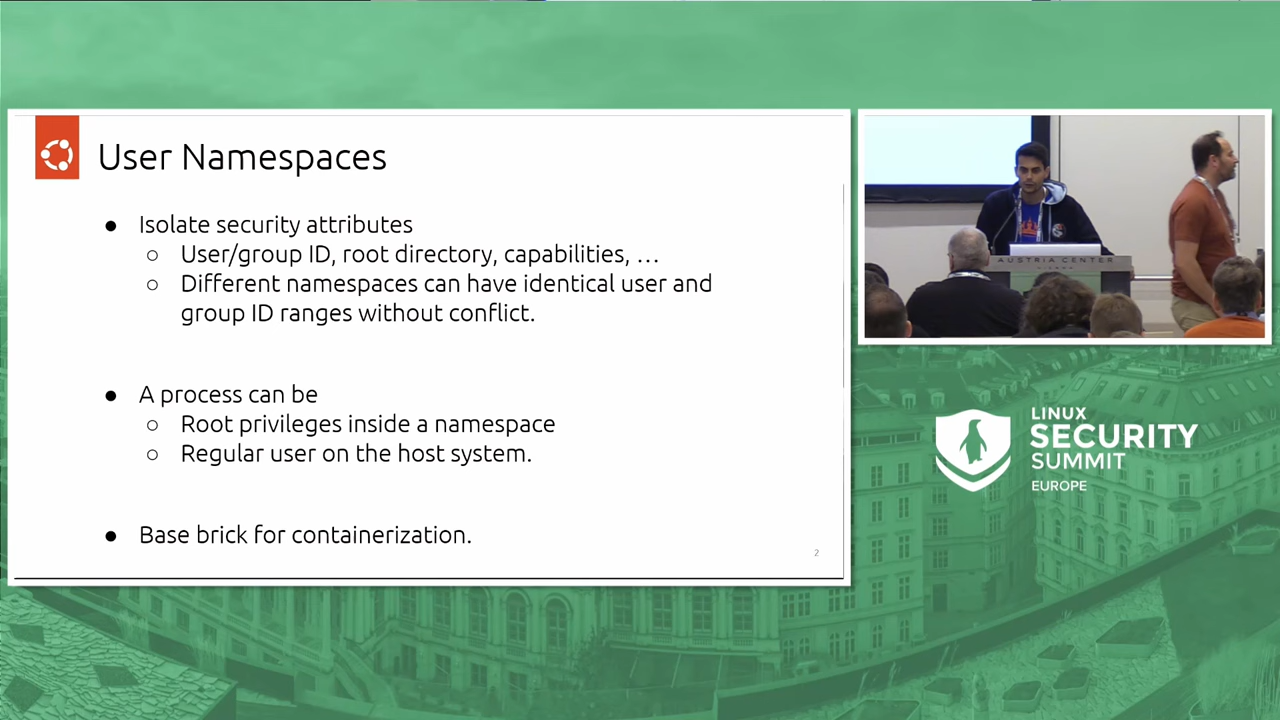 User Namespaces
● Isolate security attributes
○ User/group ID, root directory, capabilities, …
○ Different namespaces can have identical user and
group ID ranges without conflict.
● A process can be
○ Root privileges inside a namespace
○ Regular user on the host system.
● Base brick for containerization.
2
AUSTRIA CENTER
LINUX
SECURITY
SUMMIT
EUROPE